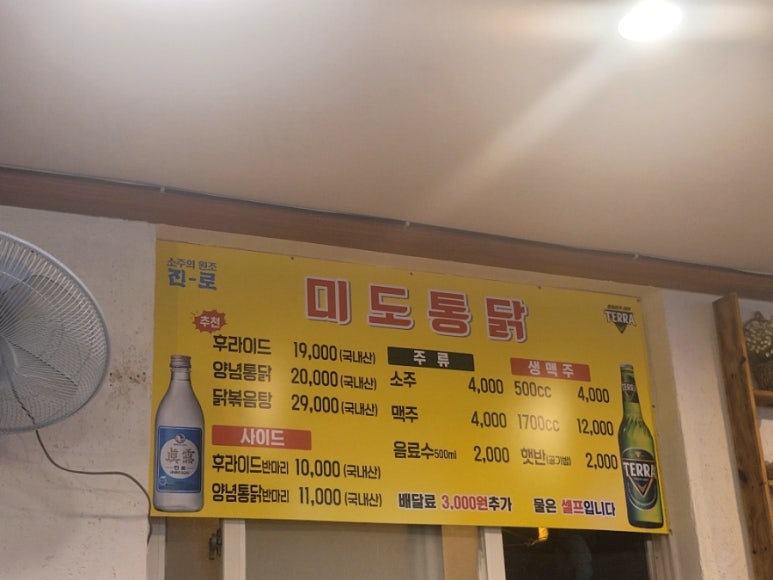 소주의 원조
진-로
미도통닭
TERRA
추천
후라이드 19,000 (국내산)
양념통닭 20,000 (국내산)
닭볶음탕 29,000 (국내산)
사이드
후라이드반마리 10,000 (국내산)
양념통닭반마리 11,000 (국내산)
주류
소주 4,000
맥주 4,000
음료수500ml 2,000
생맥주
500cc 4,000
1700cc 12,000
햇반(공기밥) 2,000
배달료 3,000원추가 물은 셀프입니다
眞露
진로
TERRA
TERRA